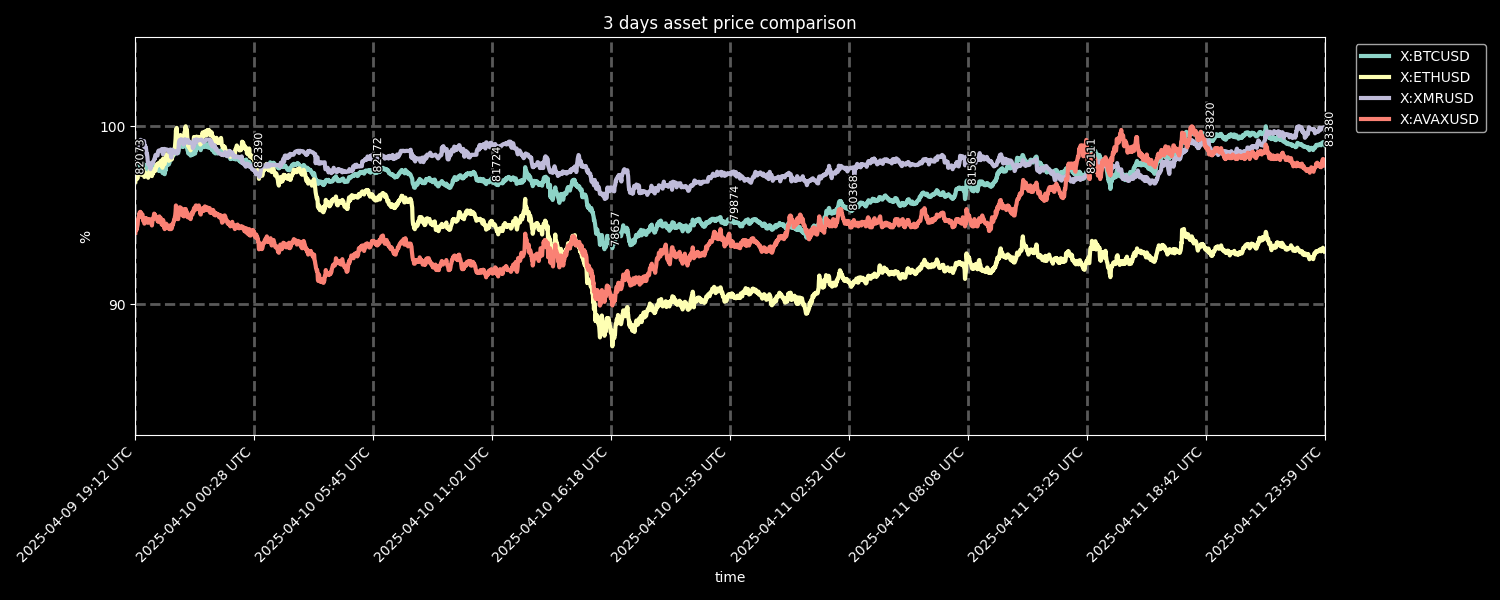 3 days asset price comparison
X:BTCUSD
X:ETHUSD
X:XMRUSD
X:AVAXUSD
%
100
90
82390
82172
81724
78657
79874
80368
81565
82111
83820
83380
2025-04-09 19:12 UTC
2025-04-10 00:28 UTC
2025-04-10 05:45 UTC
2025-04-10 11:02 UTC
2025-04-10 16:18 UTC
2025-04-10 21:35 UTC
2025-04-11 02:52 UTC
2025-04-11 08:08 UTC
2025-04-11 13:25 UTC
2025-04-11 18:42 UTC
2025-04-11 23:59 UTC
time